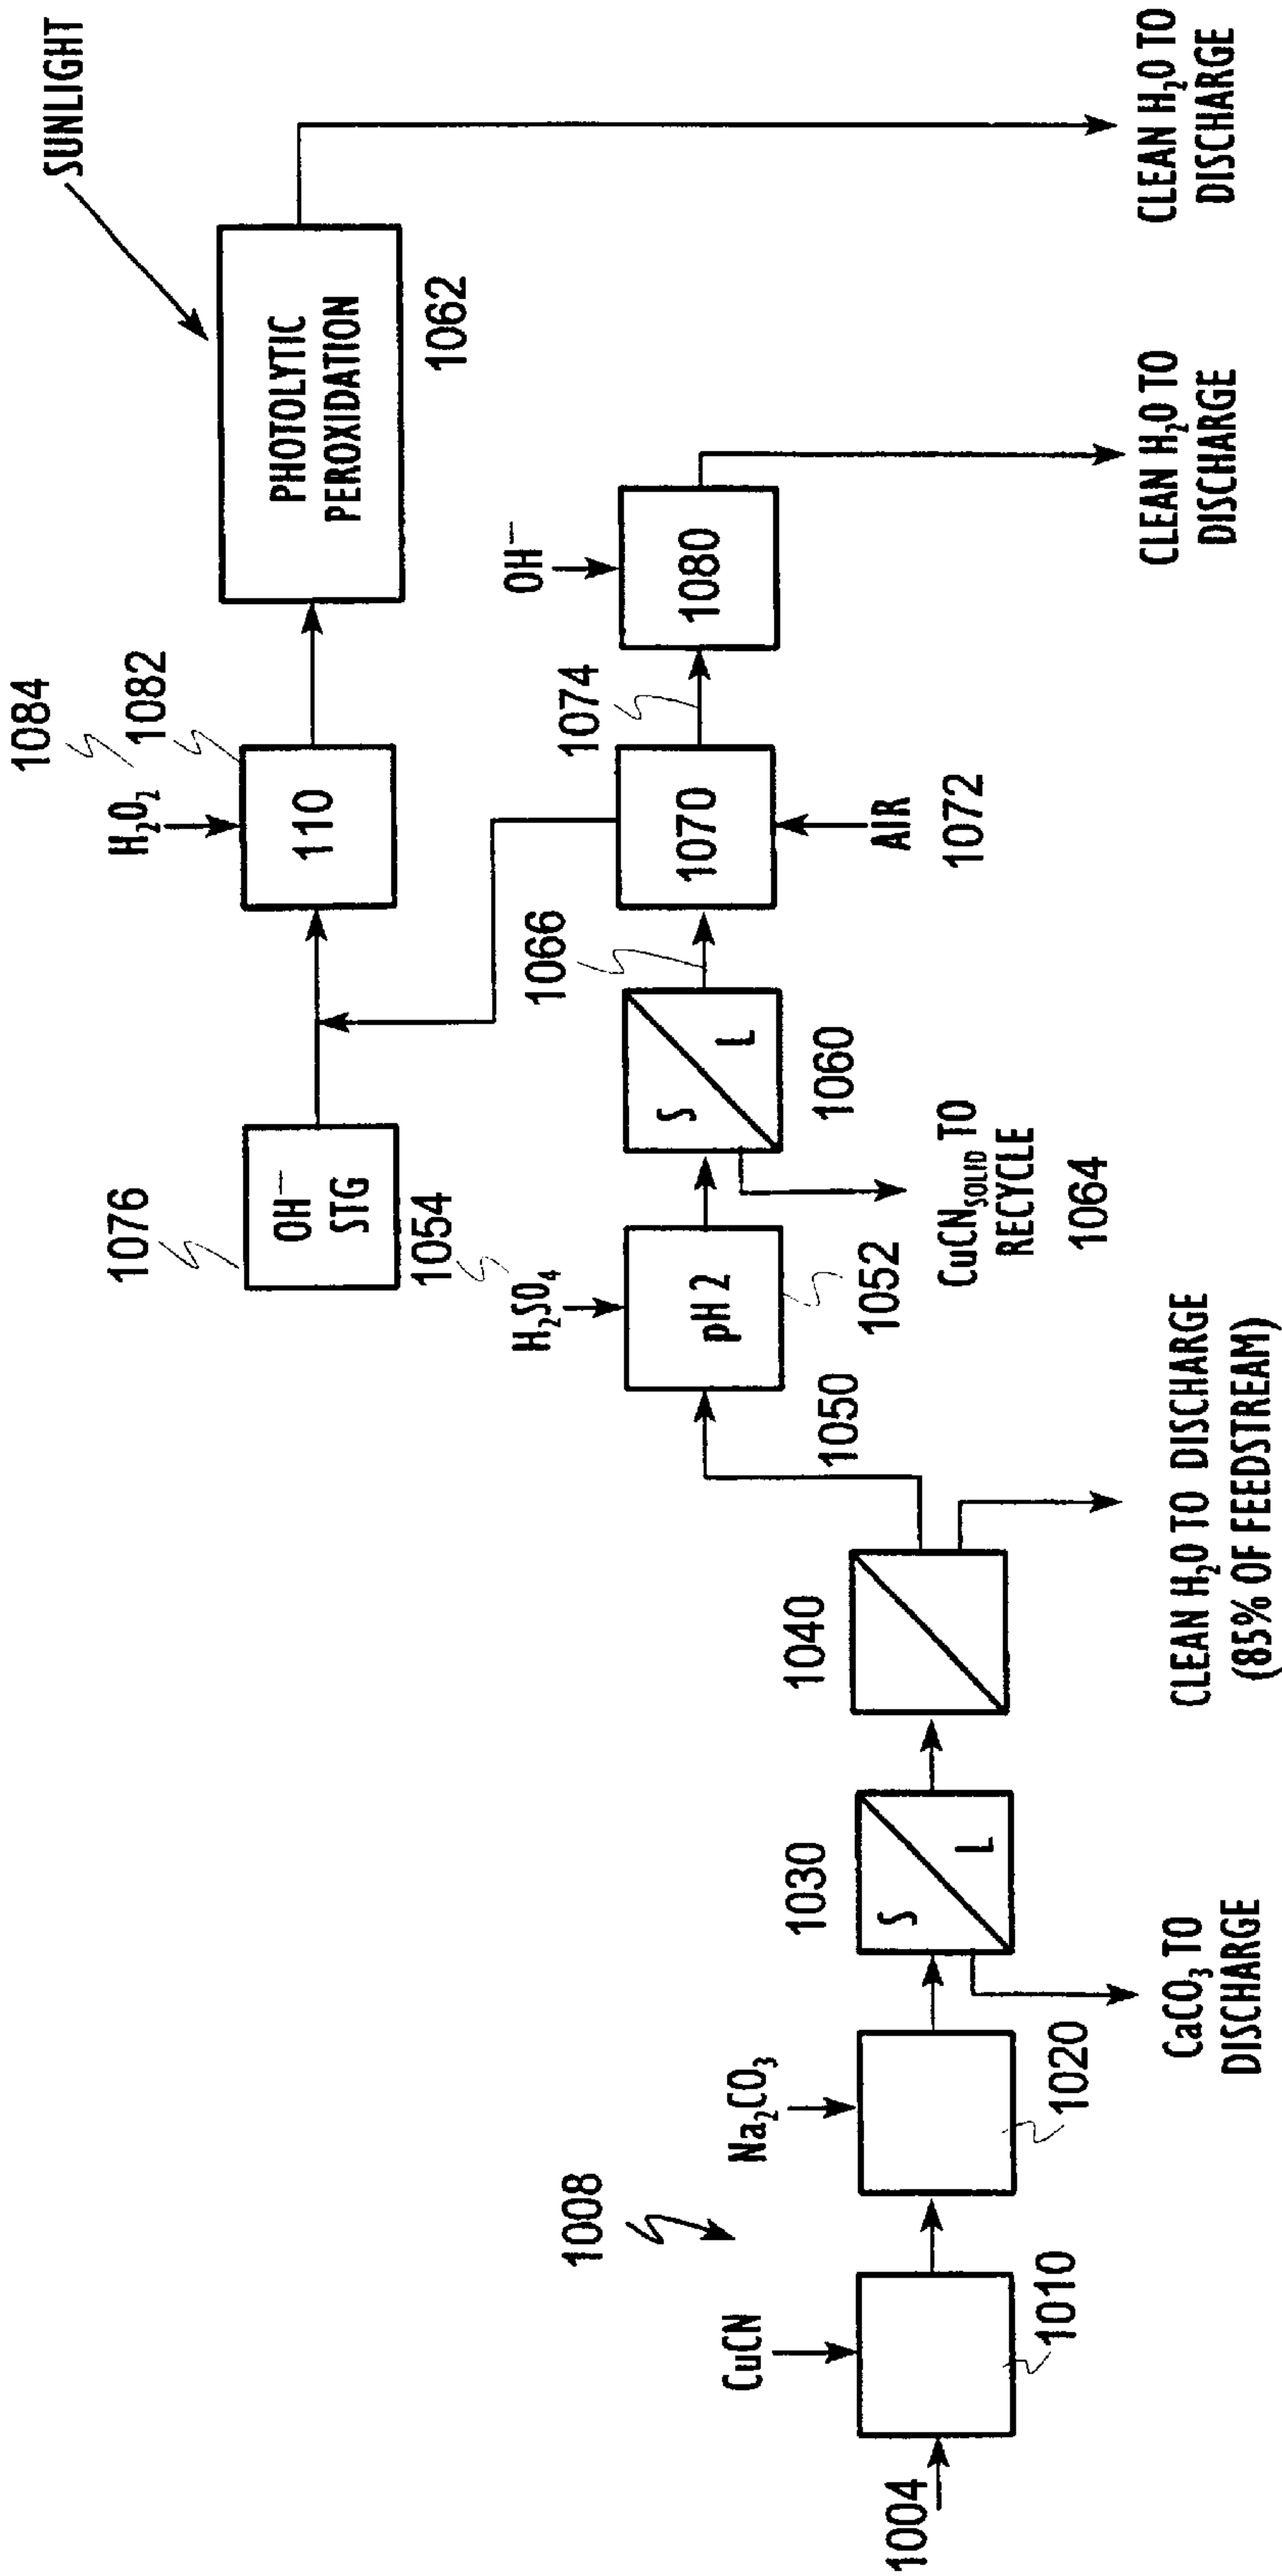 SUNLIGHT
1084
1082
H₂O₂
1076
OH⁻
STG
110
PHOTOLYTIC
PEROXIDATION
1062
1054
H₂SO₄
pH 2
1052
1050
S
L
1060
CuCN SOLID TO
RECYCLE
1064
1066
1070
AIR
1072
1074
OH⁻
1080
CLEAN H₂O TO
DISCHARGE
CLEAN H₂O TO
DISCHARGE
1004
CuCN
1010
1008
Na₂CO₃
1020
1030
S
L
CaCO₃ TO
DISCHARGE
1040
CLEAN H₂O TO DISCHARGE
(85% OF FEEDSTREAM)